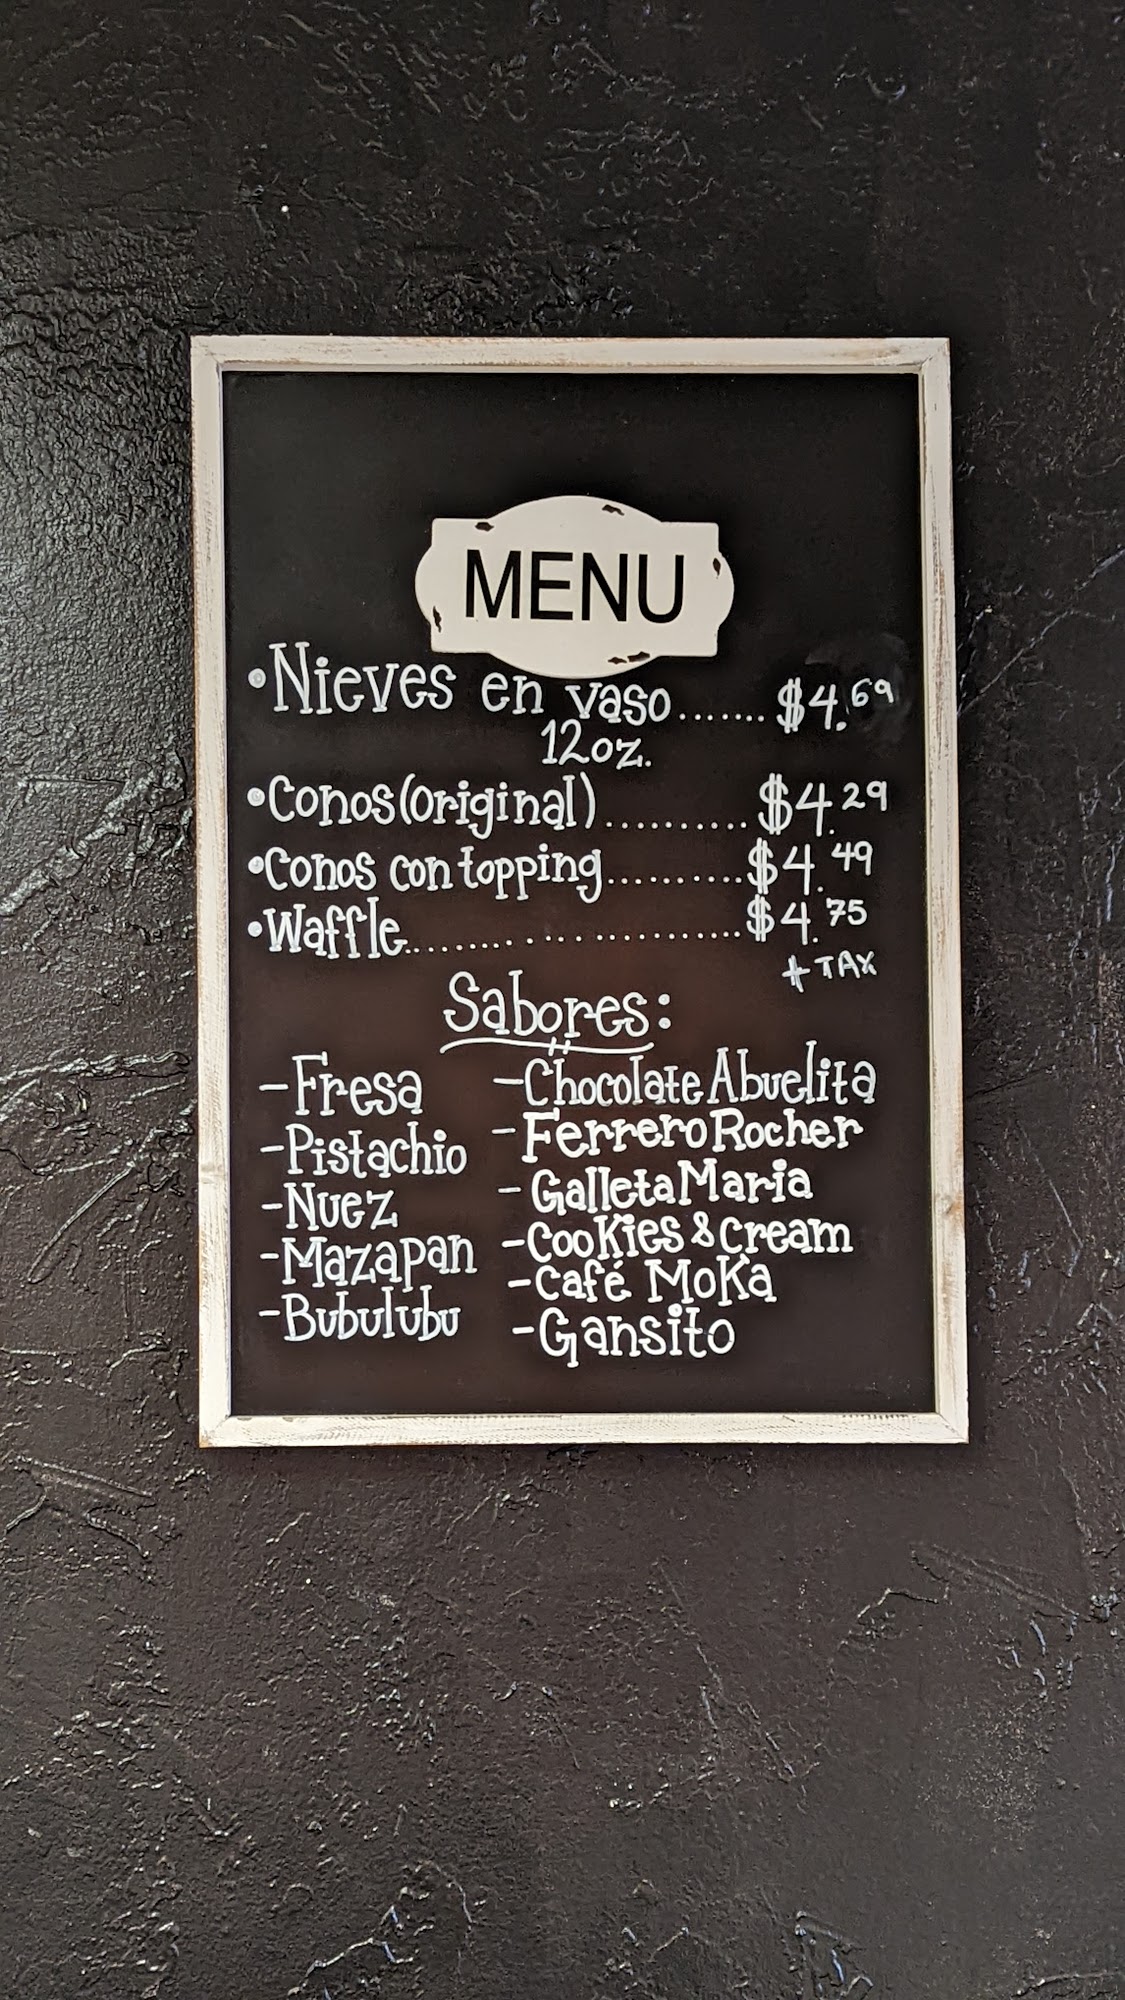 MENU
•Nieves en vaso.......$4.69
12oz.
•Conos(original)..........$4.29
•Conos con topping..........$4.49
•Waffle......................$4.75
+ TAX
Sabores:
-Fresa
-Pistachio
-Nuez
-Mazapan
-Bubulubu
-Chocolate Abuelita
-Ferrero Rocher
-Galleta Maria
-Cookies & cream
-Café Moka
-Gansito